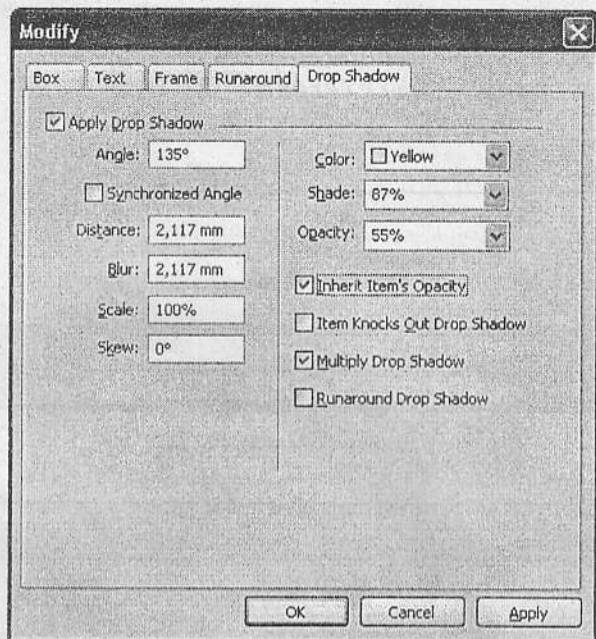 Modify
Box Text Frame Runaround Drop Shadow
Apply Drop Shadow
Angle: 135°
Synchronized Angle
Distance: 2,117 mm
Blur: 2,117 mm
Scale: 100%
Skew: 0°
Color: Yellow
Shade: 87%
Opacity: 55%
Inherit Item's Opacity
Item Knocks Out Drop Shadow
Multiply Drop Shadow
Runaround Drop Shadow
OK Cancel Apply